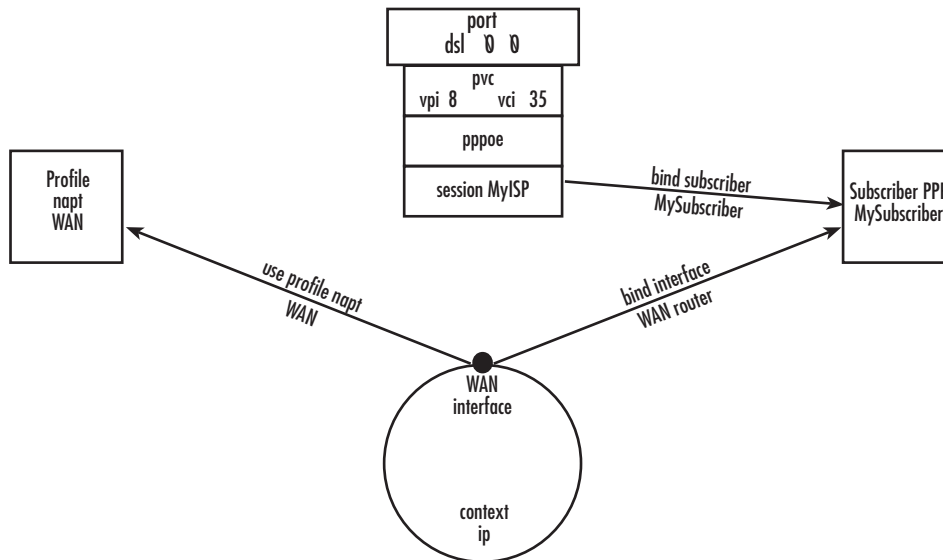 port
dsl 0 0
pvc
vpi 8 vci 35
pppoe
session MyISP
Profile
napt
WAN
bind subscriber
MySubscriber
Subscriber PPP
MySubscriber
use profile napt
WAN
bind interface
WAN router
WAN
interface
context
ip